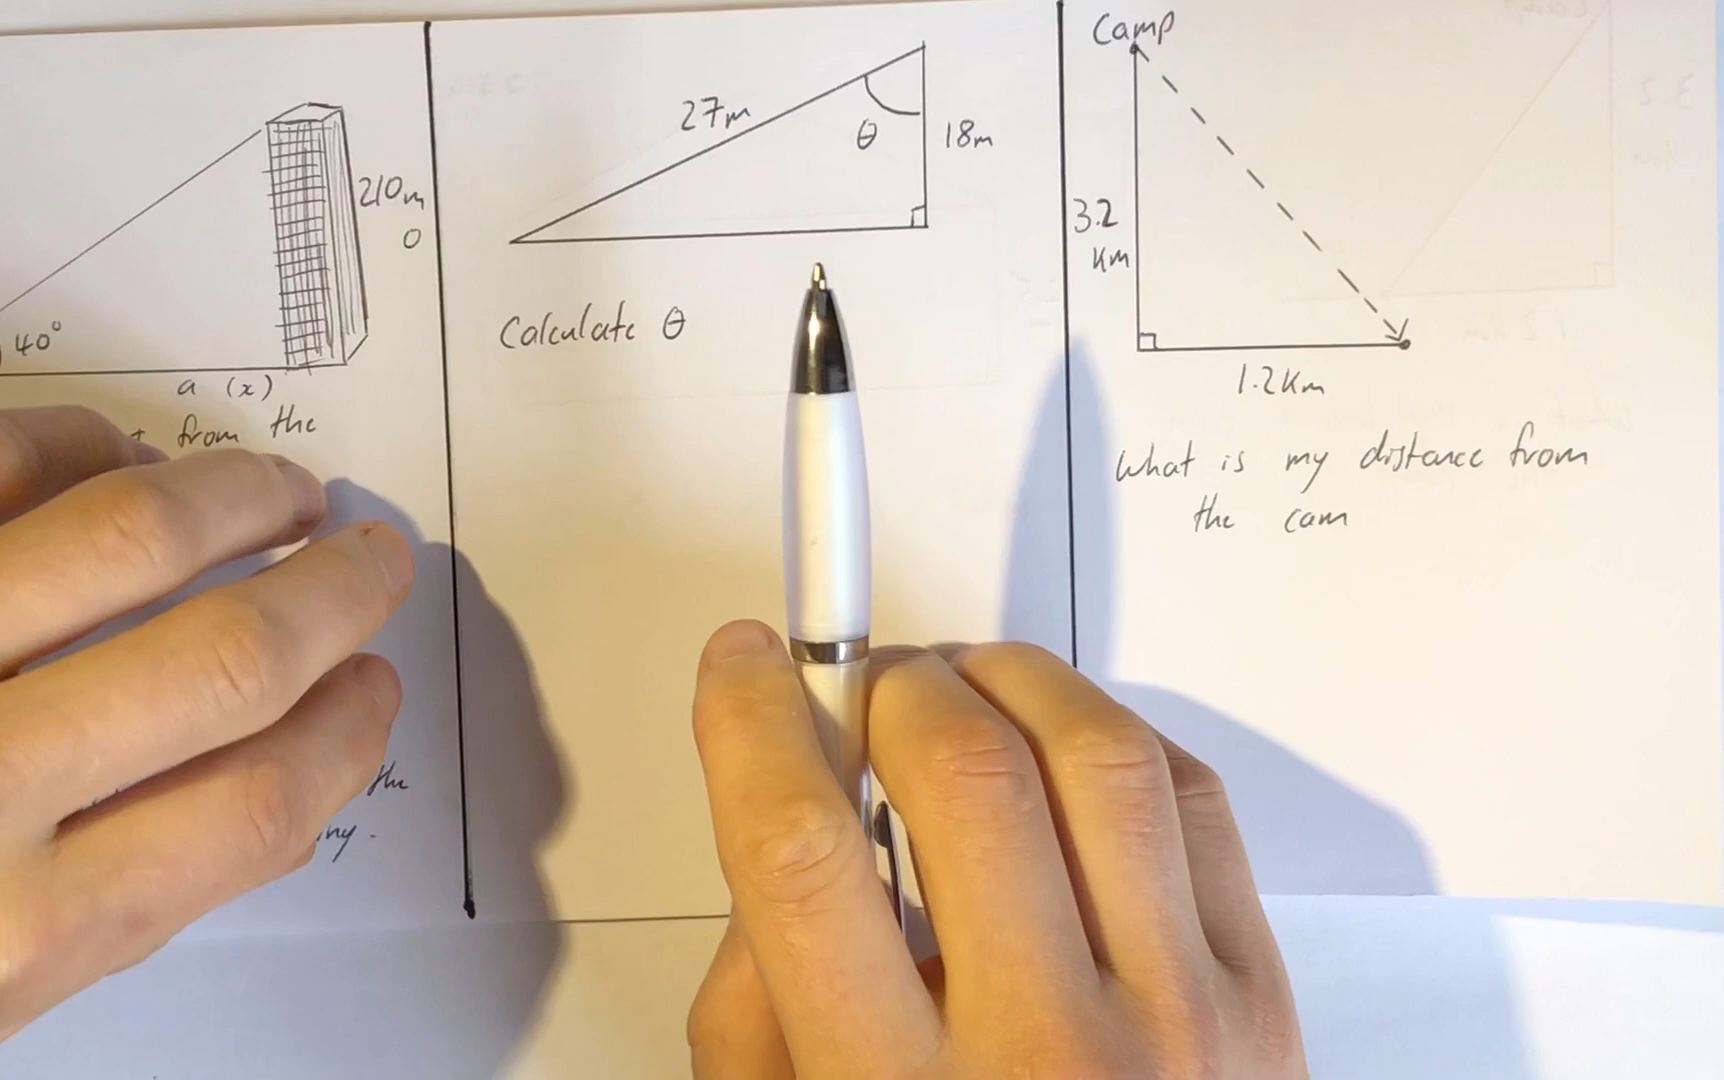 210m
O
40°
a (x)
from the
the
27m
θ
18m
Calculate θ
Camp
3.2
Km
1.2Km
What is my distance from
the cam